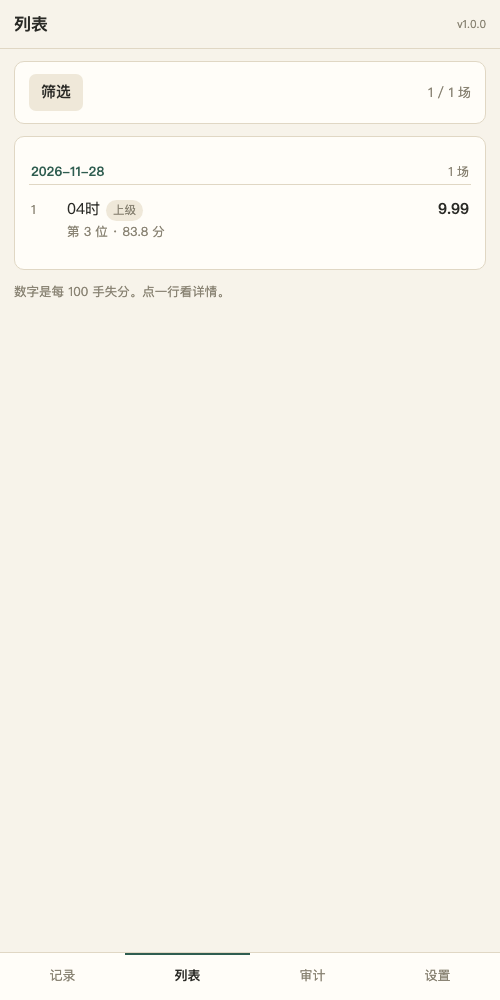 列表
v1.0.0
筛选
1 / 1 场
2026–11–28
1 场
1
04时 上级
9.99
第 3 位 · 83.8 分
数字是每 100 手失分。点一行看详情。
记录
列表
审计
设置